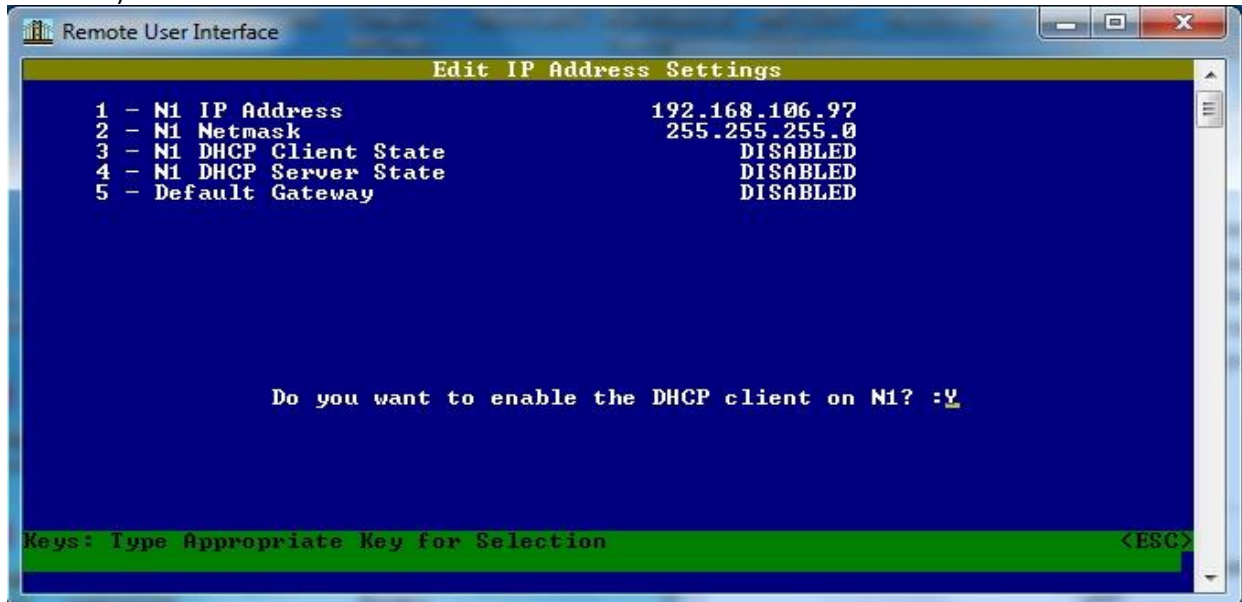 Remote User Interface
Edit IP Address Settings
1 - N1 IP Address 192.168.106.97
2 - N1 Netmask 255.255.255.0
3 - N1 DHCP Client State DISABLED
4 - N1 DHCP Server State DISABLED
5 - Default Gateway DISABLED
Do you want to enable the DHCP client on N1? :Y
Keys: Type Appropriate Key for Selection <ESC>